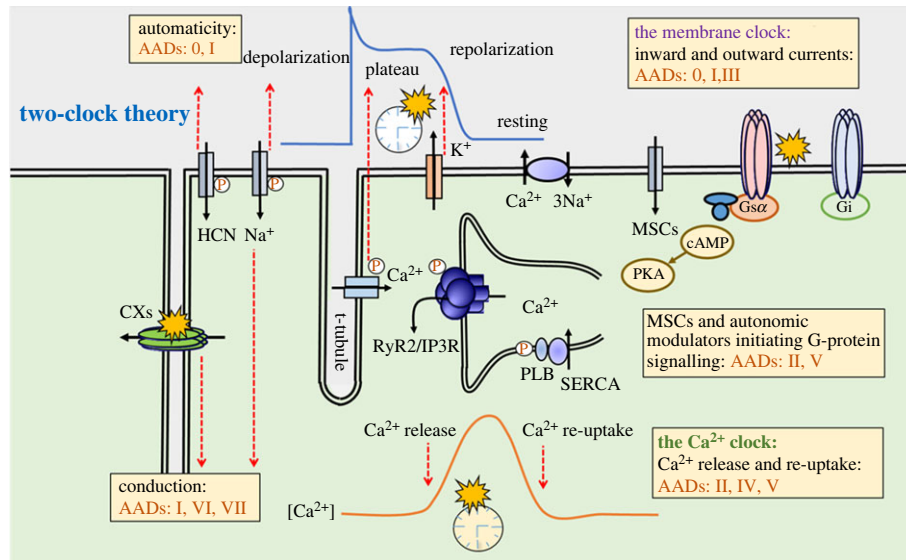 automaticity:
AADs: 0, I
depolarization
repolarization
plateau
the membrane clock:
inward and outward currents:
AADs: 0, I,III
two-clock theory
resting
K⁺
P
P
HCN
Na⁺
Ca²⁺
3Na⁺
MSCs
Gsα
Gi
cAMP
PKA
P
Ca²⁺
P
CXs
t-tubule
Ca²⁺
RyR2/IP3R
P
PLB
SERCA
MSCs and autonomic
modulators initiating G-protein
signalling: AADs: II, V
Ca²⁺ release
Ca²⁺ re-uptake
the Ca²⁺ clock:
Ca²⁺ release and re-uptake:
AADs: II, IV, V
conduction:
AADs: I, VI, VII
[Ca²⁺]